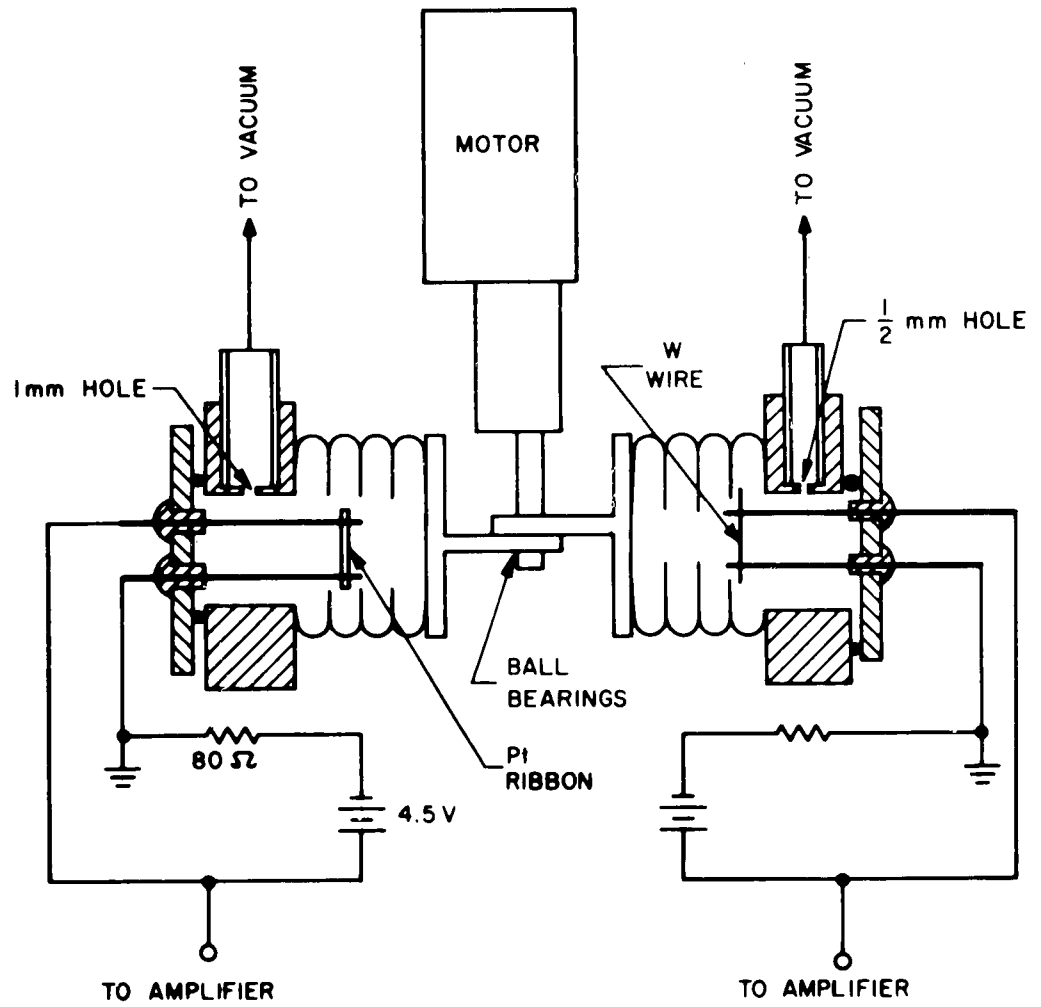 TO VACUUM
MOTOR
TO VACUUM
1mm HOLE
W
WIRE
1/2 mm HOLE
BALL
BEARINGS
Pt
RIBBON
80 Ω
4.5 V
TO AMPLIFIER
TO AMPLIFIER